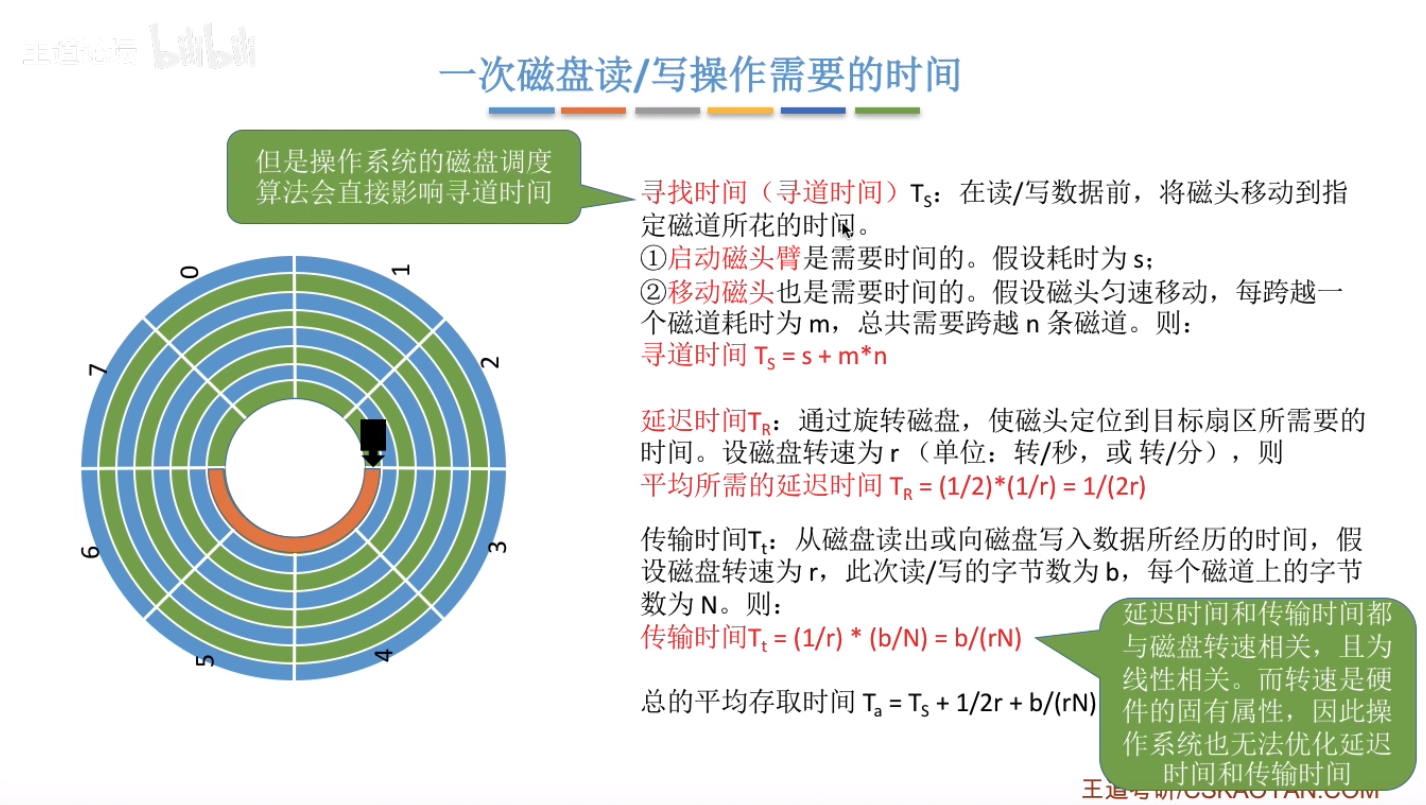 王道论坛 bilibili
一次磁盘读/写操作需要的时间
但是操作系统的磁盘调度
算法会直接影响寻道时间
寻找时间（寻道时间）TS：在读/写数据前，将磁头移动到指
定磁道所花的时间。
①启动磁头臂是需要时间的。假设耗时为 s；
②移动磁头也是需要时间的。假设磁头匀速移动，每跨越一
个磁道耗时为 m，总共需要跨越 n 条磁道。则：
寻道时间 TS = s + m*n
延迟时间TR：通过旋转磁盘，使磁头定位到目标扇区所需要的
时间。设磁盘转速为 r （单位：转/秒，或 转/分），则
平均所需的延迟时间 TR = (1/2)*(1/r) = 1/(2r)
传输时间Tt：从磁盘读出或向磁盘写入数据所经历的时间，假
设磁盘转速为 r，此次读/写的字节数为 b，每个磁道上的字节
数为 N。则：
传输时间Tt = (1/r) * (b/N) = b/(rN)
总的平均存取时间 Ta = TS + 1/2r + b/(rN)
延迟时间和传输时间都
与磁盘转速相关，且为
线性相关。而转速是硬
件的固有属性，因此操
作系统也无法优化延迟
时间和传输时间
0
1
2
3
4
5
6
7
王道考研/CSKAOYAN.COM